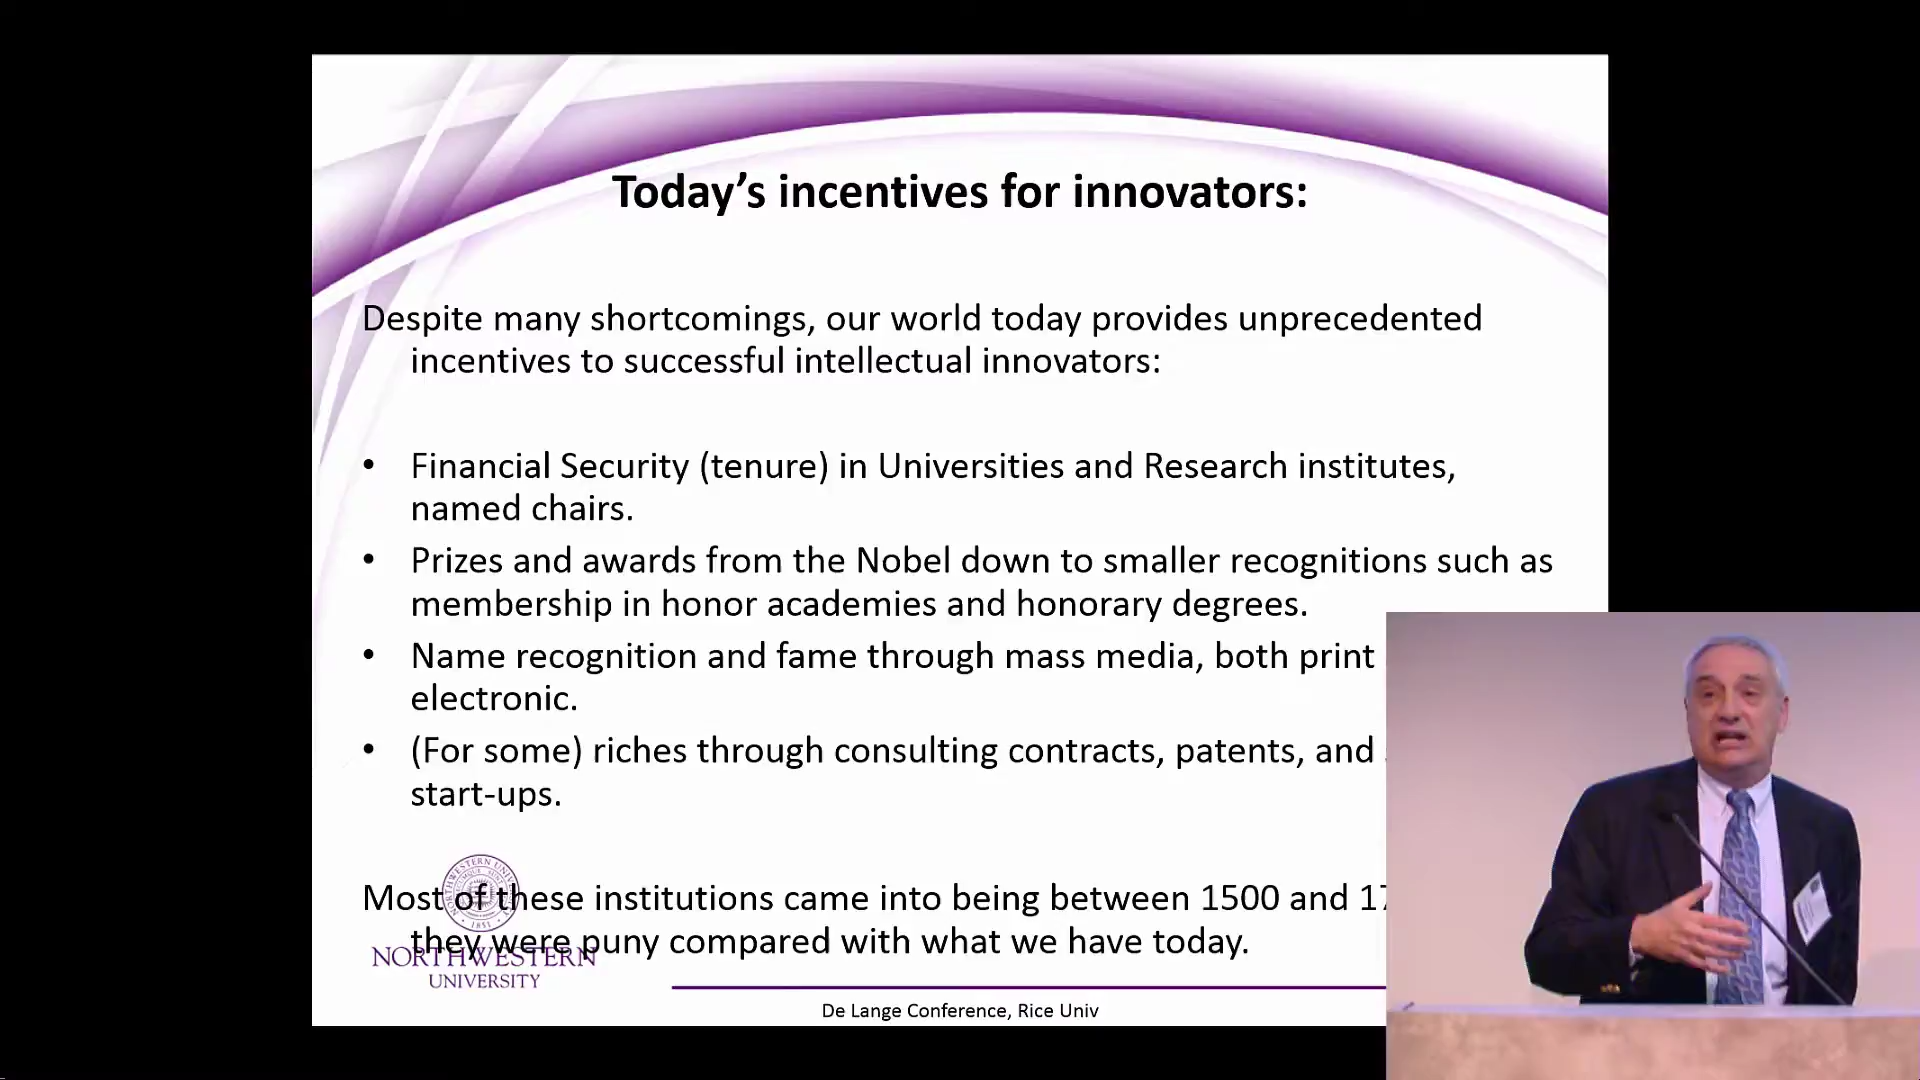 Today’s incentives for innovators:
Despite many shortcomings, our world today provides unprecedented
incentives to successful intellectual innovators:
• Financial Security (tenure) in Universities and Research institutes,
named chairs.
• Prizes and awards from the Nobel down to smaller recognitions such as
membership in honor academies and honorary degrees.
• Name recognition and fame through mass media, both print
electronic.
• (For some) riches through consulting contracts, patents, and
start-ups.
Most of these institutions came into being between 1500 and
they were puny compared with what we have today.
NORTHWESTERN
UNIVERSITY
De Lange Conference, Rice Univ